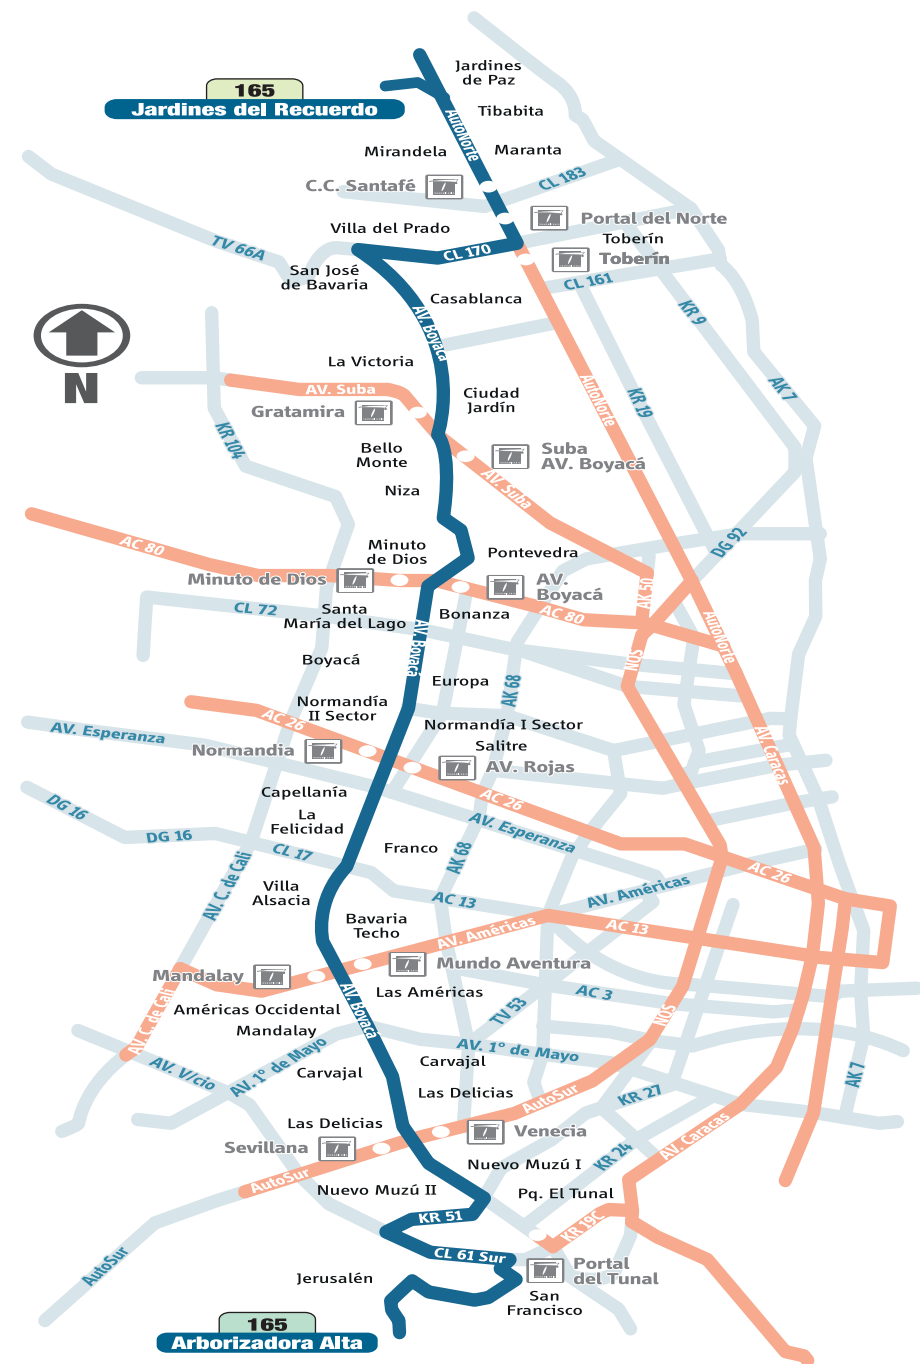 Jardines
de Paz
165
Jardines del Recuerdo
Tibabita
AutoNorte
Mirandela
Maranta
C.C. Santafé
CL 183
Portal del Norte
Villa del Prado
Toberín
TV 66A
CL 170
Toberín
San José
de Bavaria
CL 161
Casablanca
KR 9
AV. Boyacá
N
La Victoria
AV. Suba
Ciudad
Jardín
AutoNorte
KR 19
AK 7
Gratamira
KR 104
Bello
Monte
Suba
AV. Boyacá
Niza
AV. Suba
AC 80
Minuto
de Dios
Pontevedra
DG 92
Minuto de Dios
AV.
Boyacá
AK 50
CL 72
Santa
María del Lago
Bonanza
AC 80
AutoNorte
AV. Boyacá
Boyacá
NQS
Europa
AK 68
Normandía
II Sector
AC 26
Normandía I Sector
AV. Esperanza
Salitre
Normandia
AV. Rojas
AV. Caracas
Capellanía
AC 26
DG 16
La
Felicidad
AV. Esperanza
DG 16
CL 17
Franco
AK 68
AC 26
AV. C. de Cali
Villa
Alsacia
AV. Américas
AC 13
Bavaria
Techo
AV. Américas
AC 13
Mandalay
Mundo Aventura
Las Américas
AC 3
AV. C. de Cali
Américas Occidental
AV. Boyacá
TV 53
NQS
Mandalay
AV. 1° de Mayo
AV. 1° de Mayo
AV. V/cio
Carvajal
Carvajal
AK 7
Las Delicias
AutoSur
KR 27
Las Delicias
Venecia
Sevillana
AV. Caracas
KR 24
Nuevo Muzú I
AutoSur
Nuevo Muzú II
Pq. El Tunal
KR 51
KR 19C
CL 61 Sur
AutoSur
Jerusalén
Portal
del Tunal
San
Francisco
165
Arborizadora Alta